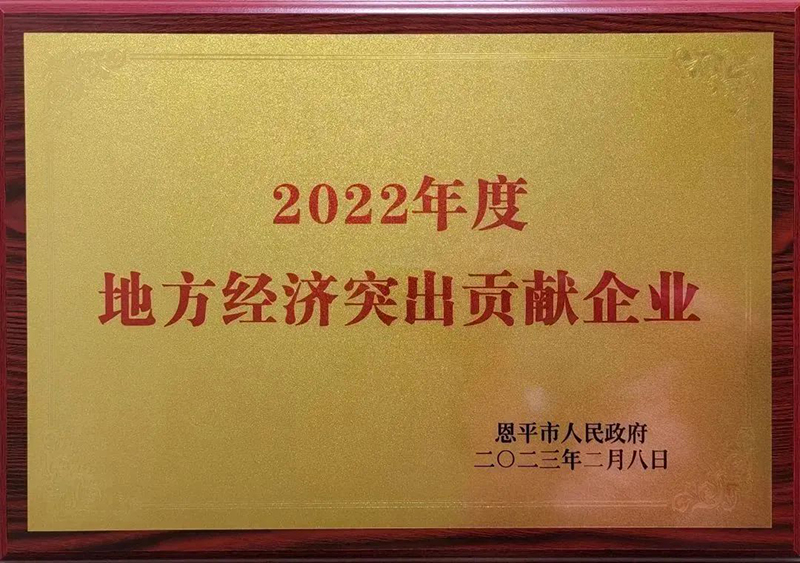 2022年度
地方经济突出贡献企业
恩平市人民政府
二〇二三年二月八日